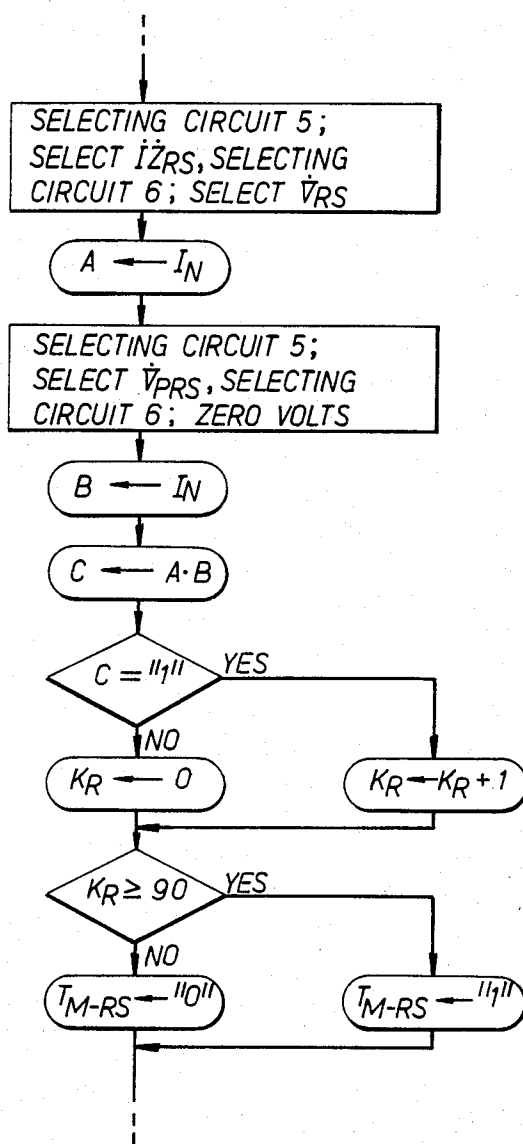 SELECTING CIRCUIT 5;
SELECT İŻRS, SELECTING
CIRCUIT 6; SELECT V̇RS
A ← IN
SELECTING CIRCUIT 5;
SELECT V̇PRS, SELECTING
CIRCUIT 6; ZERO VOLTS
B ← IN
C ← A·B
C = "1"
YES
NO
KR ← 0
KR ← KR + 1
KR ≥ 90
YES
NO
TM-RS ← "0"
TM-RS ← "1"